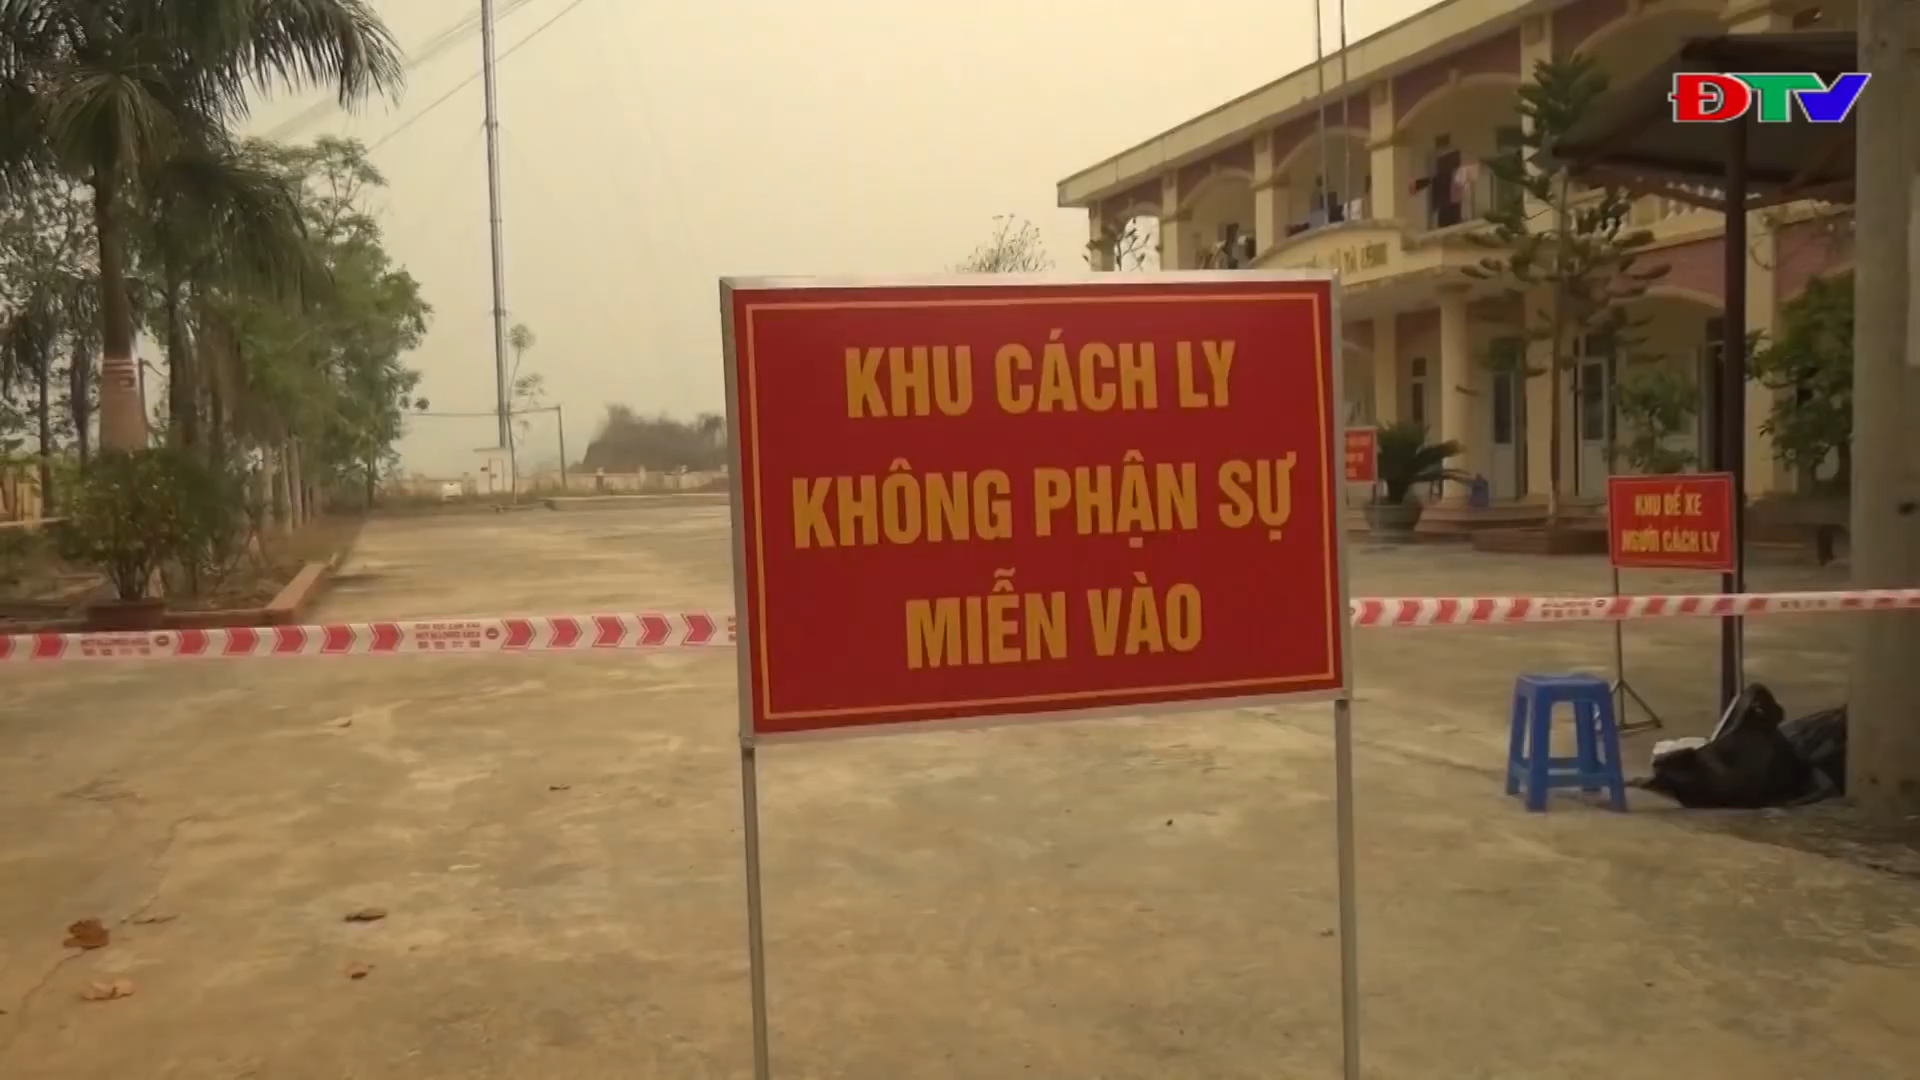 ĐTV
KHU CÁCH LY
KHÔNG PHẬN SỰ
MIỄN VÀO
KHU ĐỂ XE
NGƯỜI CÁCH LY